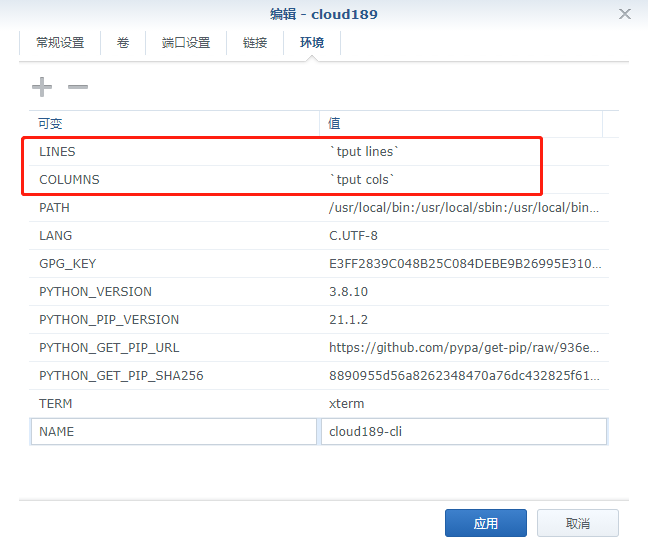 编辑 - cloud189
常规设置 卷 端口设置 链接 环境
可变 值
LINES `tput lines`
COLUMNS `tput cols`
PATH /usr/local/bin:/usr/local/sbin:/usr/local/bin...
LANG C.UTF-8
GPG_KEY E3FF2839C048B25C084DEBE9B26995E310...
PYTHON_VERSION 3.8.10
PYTHON_PIP_VERSION 21.1.2
PYTHON_GET_PIP_URL https://github.com/pypa/get-pip/raw/936e...
PYTHON_GET_PIP_SHA256 8890955d56a8262348470a76dc432825f61...
TERM xterm
NAME cloud189-cli
应用 取消